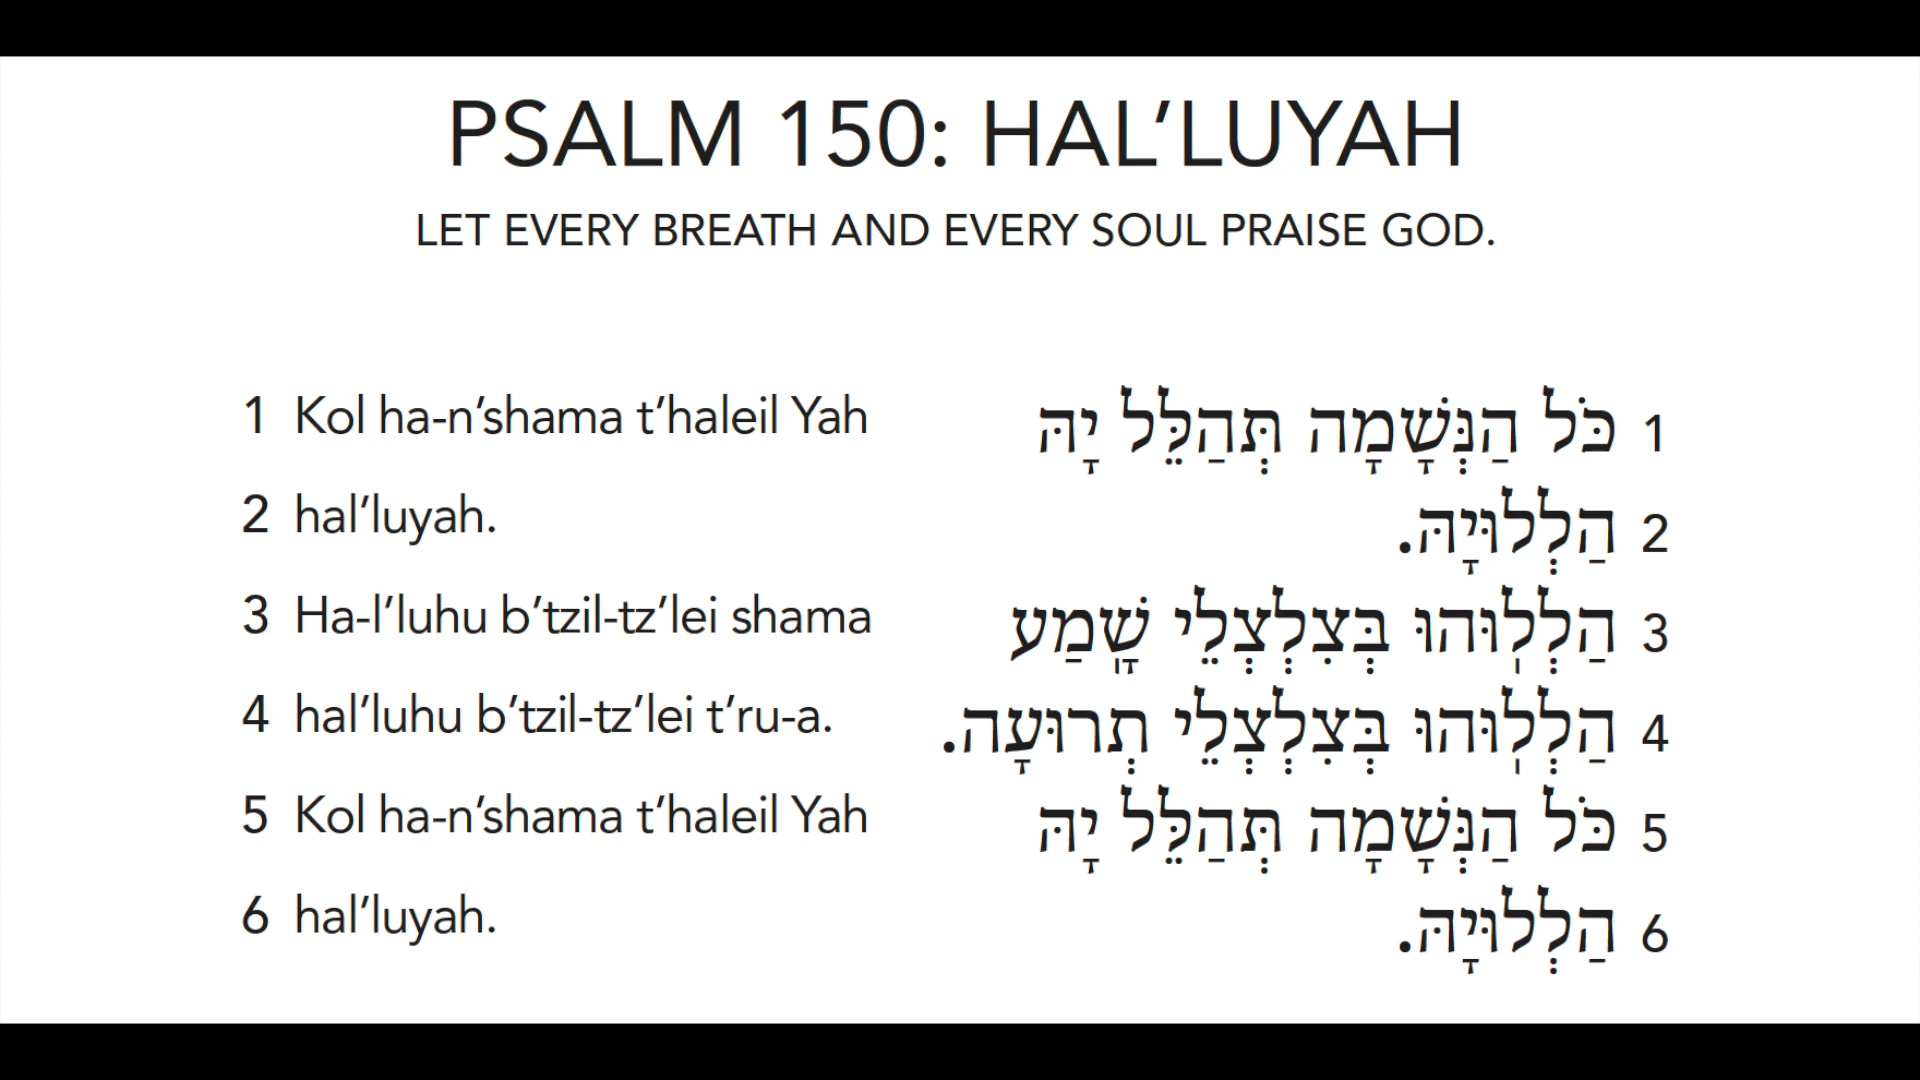 PSALM 150: HAL’LUYAH
LET EVERY BREATH AND EVERY SOUL PRAISE GOD.
1 Kol ha-n’shama t’haleil Yah
2 hal’luyah.
3 Ha-l’luhu b’tzil-tz’lei shama
4 hal’luhu b’tzil-tz’lei t’ru-a.
5 Kol ha-n’shama t’haleil Yah
6 hal’luyah.
1 כֹּל הַנְּשָׁמָה תְּהַלֵּל יָהּ
2 הַלְלוּיָהּ.
3 הַלְלֽוּהוּ בְּצִלְצְלֵי שָֽׁמַע
4 הַלְלֽוּהוּ בְּצִלְצְלֵי תְרוּעָה.
5 כֹּל הַנְּשָׁמָה תְּהַלֵּל יָהּ
6 הַלְלוּיָהּ.